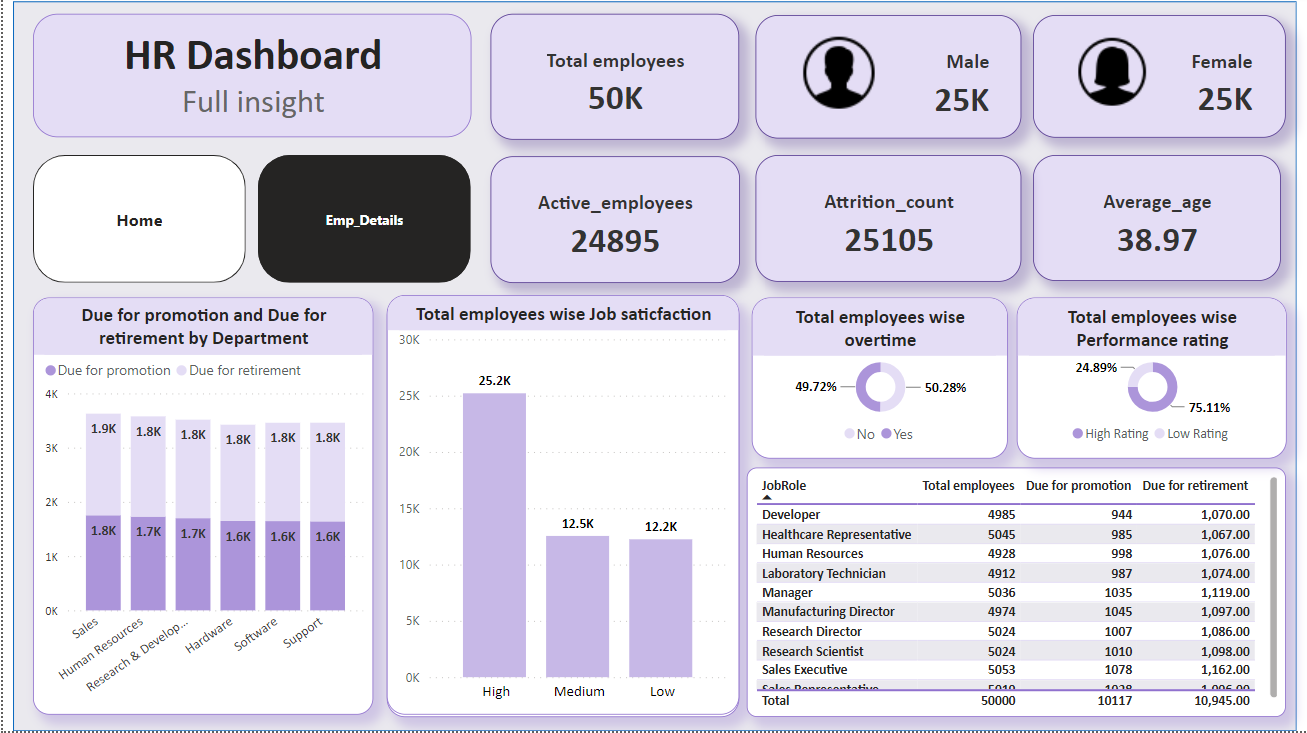 HR Dashboard
Full insight
Total employees
50K
Male
25K
Female
25K
Home
Emp_Details
Active_employees
24895
Attrition_count
25105
Average_age
38.97
Due for promotion and Due for
retirement by Department
Due for promotion Due for retirement
4K
3K
2K
1K
0K
1.9K 1.8K 1.8K 1.8K 1.8K 1.8K
1.8K 1.7K 1.7K 1.6K 1.6K 1.6K
Sales
Human Resources
Research & Develop...
Hardware
Software
Support
Total employees wise Job saticfaction
30K
25K
20K
15K
10K
5K
0K
25.2K
12.5K
12.2K
High Medium Low
Total employees wise
overtime
49.72% 50.28%
No Yes
Total employees wise
Performance rating
24.89%
75.11%
High Rating Low Rating
JobRole Total employees Due for promotion Due for retirement
Developer 4985 944 1,070.00
Healthcare Representative 5045 985 1,067.00
Human Resources 4928 998 1,076.00
Laboratory Technician 4912 987 1,074.00
Manager 5036 1035 1,119.00
Manufacturing Director 4974 1045 1,097.00
Research Director 5024 1007 1,086.00
Research Scientist 5024 1010 1,098.00
Sales Executive 5053 1078 1,162.00
Sales Representative 5019 1028 1,096.00
Total 50000 10117 10,945.00